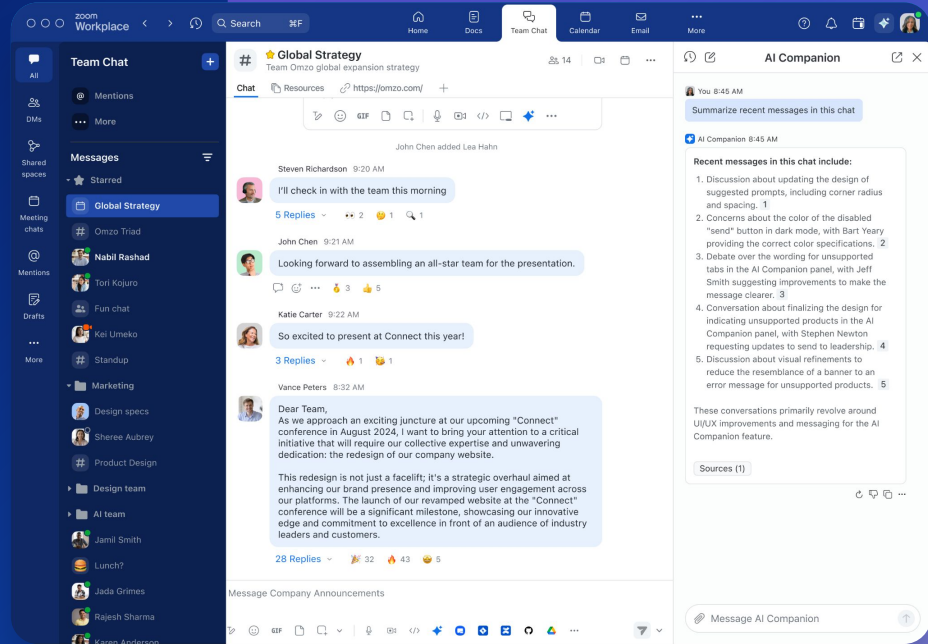 zoom
Workplace
Search ⌘F
Home
Docs
Team Chat
Calendar
Email
More
All
DMs
Shared
spaces
Meeting
chats
Mentions
Drafts
More
Team Chat
Mentions
More
Messages
Starred
Global Strategy
Omzo Triad
Nabil Rashad
Tori Kojuro
Fun chat
Kei Umeko
Standup
Marketing
Design specs
Sheree Aubrey
Product Design
Design team
AI team
Jamil Smith
Lunch?
Jada Grimes
Rajesh Sharma
Karen Anderson
Global Strategy
Team Omzo global expansion strategy
14
Chat
Resources
https://omzo.com/
GIF
John Chen added Lea Hahn
Steven Richardson 9:20 AM
I'll check in with the team this morning
5 Replies 2 1 1
John Chen 9:21 AM
Looking forward to assembling an all-star team for the presentation.
3 5
Katie Carter 9:22 AM
So excited to present at Connect this year!
3 Replies 1 1
Vance Peters 8:32 AM
Dear Team,
As we approach an exciting juncture at our upcoming "Connect"
conference in August 2024, I want to bring your attention to a critical
initiative that will require our collective expertise and unwavering
dedication: the redesign of our company website.
This redesign is not just a facelift; it's a strategic overhaul aimed at
enhancing our brand presence and improving user engagement across
our platforms. The launch of our revamped website at the "Connect"
conference will be a significant milestone, showcasing our innovative
edge and commitment to excellence in front of an audience of industry
leaders and customers.
28 Replies 32 43 5
Message Company Announcements
GIF
AI Companion
You 8:45 AM
Summarize recent messages in this chat
AI Companion 8:45 AM
Recent messages in this chat include:
1. Discussion about updating the design of
suggested prompts, including corner radius
and spacing. 1
2. Concerns about the color of the disabled
"send" button in dark mode, with Bart Yeary
providing the correct color specifications. 2
3. Debate over the wording for unsupported
tabs in the AI Companion panel, with Jeff
Smith suggesting improvements to make the
message clearer. 3
4. Conversation about finalizing the design for
indicating unsupported products in the AI
Companion panel, with Stephen Newton
requesting updates to send to leadership. 4
5. Discussion about visual refinements to
reduce the resemblance of a banner to an
error message for unsupported products. 5
These conversations primarily revolve around
UI/UX improvements and messaging for the AI
Companion feature.
Sources (1)
Message AI Companion